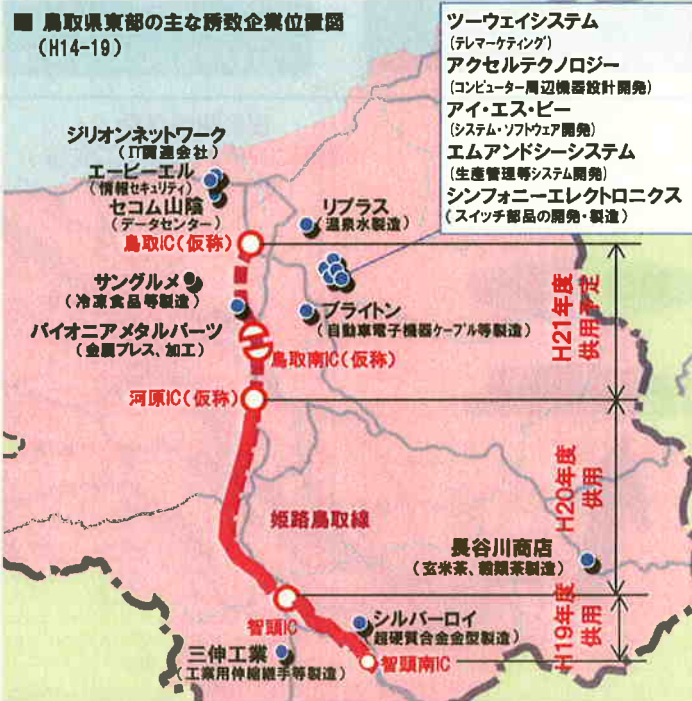 ■ 鳥取県東部の主な誘致企業位置図
(H14-19)
ツーウェイシステム
(テレマーケティング)
アクセルテクノロジー
(コンピューター周辺機器設計開発)
アイ・エス・ビー
(システム・ソフトウェア開発)
エムアンドシーシステム
(生産管理等システム開発)
シンフォニーエレクトロニクス
(スイッチ部品の開発・製造)
ジリオンネットワーク
(IT関連会社)
エーピーエル
(情報セキュリティ)
セコム山陰
(データセンター)
鳥取IC(仮称)
リプラス
(温泉水製造)
サングルメ
(冷凍食品等製造)
ブライトン
(自動車電子機器ケーブル等製造)
パイオニアメタルパーツ
(金属プレス、加工)
鳥取南IC(仮称)
河原IC(仮称)
H21年度
供用予定
H20年度
供用
姫路鳥取線
長谷川商店
(玄米茶、穀類茶製造)
H19年度
供用
智頭IC
シルバーロイ
(超硬質合金金型製造)
三伸工業
(工業用伸縮継手等製造)
智頭南IC